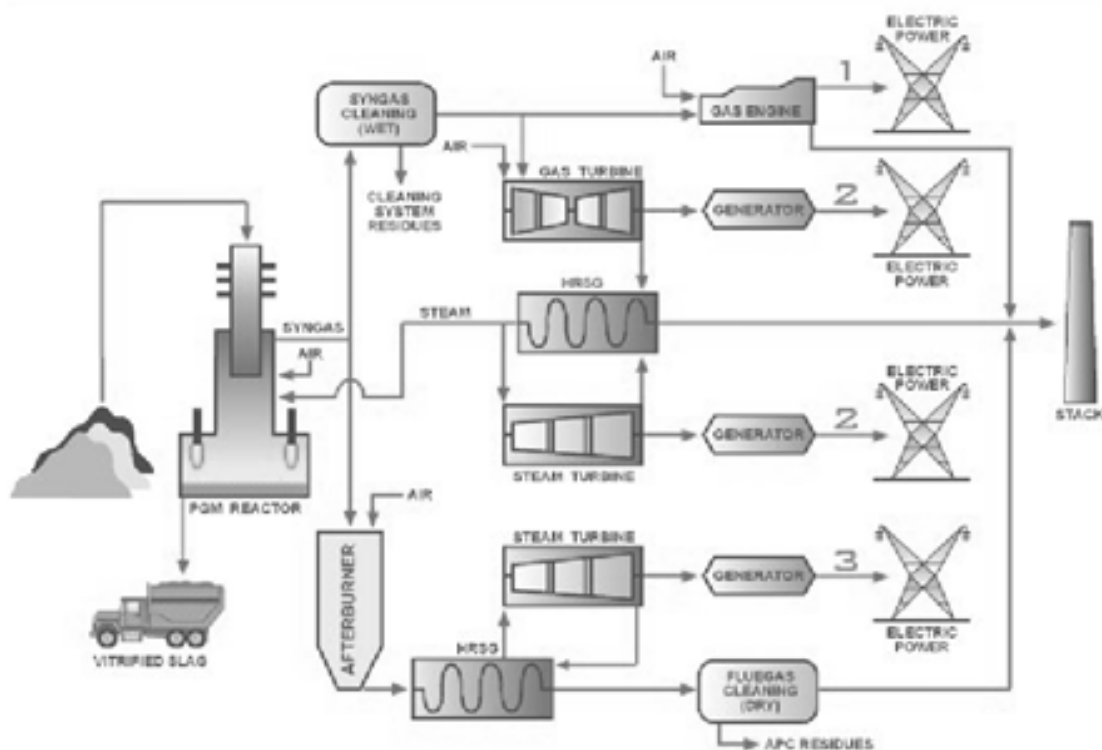 ELECTRIC
POWER
AIR
1
GAS ENGINE
SYNGAS
CLEANING
(WET)
AIR
GAS TURBINE
CLEANING
SYSTEM
RESIDUES
GENERATOR
2
ELECTRIC
POWER
HRSG
STEAM
SYNGAS
AIR
ELECTRIC
POWER
STACK
GENERATOR
2
STEAM TURBINE
PGM REACTOR
AIR
STEAM TURBINE
GENERATOR
3
AFTERBURNER
ELECTRIC
POWER
HRSG
VITRIFIED SLAG
FLUEGAS
CLEANING
(DRY)
APC RESIDUES